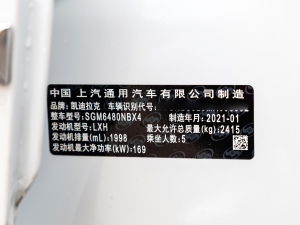 中国 上汽通用汽车有限公司制造
品牌：凯迪拉克 车辆识别代号：
整车型号：SGM6480NBX4 制造年月：2021-01
发动机型号：LXH 最大允许总质量(kg)：2415
发动机排量(mL)：1998 乘坐人数：5
发动机最大净功率(kW)：169